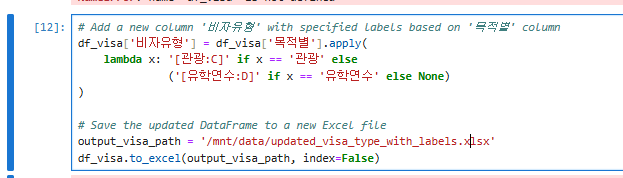 [12]:
# Add a new column '비자유형' with specified labels based on '목적별' column
df_visa['비자유형'] = df_visa['목적별'].apply(
    lambda x: '[관광:C]' if x == '관광' else
              ('[유학연수:D]' if x == '유학연수' else None)
)

# Save the updated DataFrame to a new Excel file
output_visa_path = '/mnt/data/updated_visa_type_with_labels.xlsx'
df_visa.to_excel(output_visa_path, index=False)